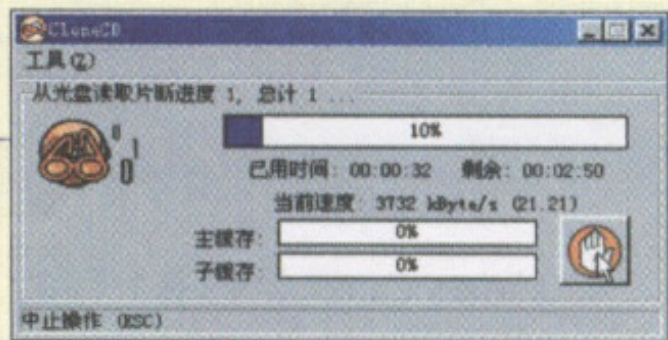 CloneCD
工具(Z)
从光盘读取片断进度 1, 总计 1 ...
10%
已用时间: 00:00:32 剩余: 00:02:50
当前速度: 3732 kByte/s (21.21)
主缓存: 0%
子缓存: 0%
中止操作 (ESC)